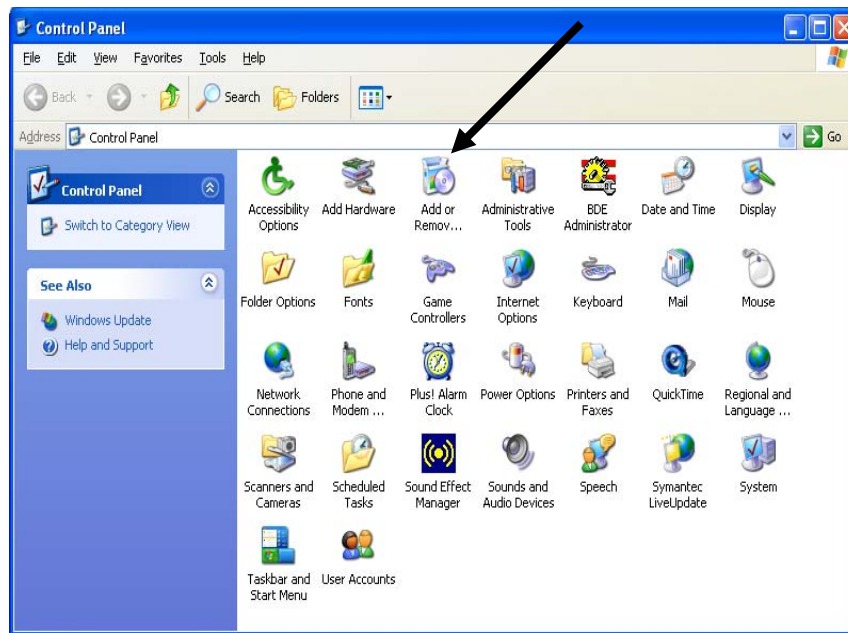 Control Panel
File Edit View Favorites Tools Help
Back Search Folders
Address Control Panel Go
Control Panel
Switch to Category View
See Also
Windows Update
Help and Support
Accessibility Options
Add Hardware
Add or Remov...
Administrative Tools
BDE Administrator
Date and Time
Display
Folder Options
Fonts
Game Controllers
Internet Options
Keyboard
Mail
Mouse
Network Connections
Phone and Modem ...
Plus! Alarm Clock
Power Options
Printers and Faxes
QuickTime
Regional and Language ...
Scanners and Cameras
Scheduled Tasks
Sound Effect Manager
Sounds and Audio Devices
Speech
Symantec LiveUpdate
System
Taskbar and Start Menu
User Accounts